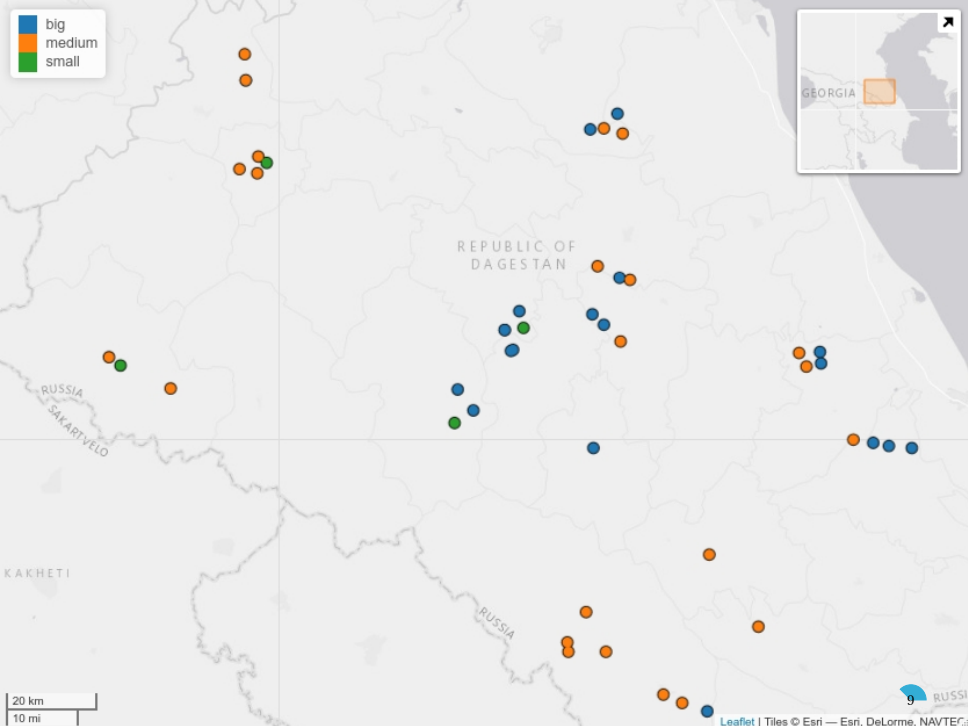 big
medium
small
GEORGIA
REPUBLIC OF
DAGESTAN
RUSSIA
SAKARTVELO
KAKHETI
RUSSIA
9
RUSSI
20 km
10 mi
Leaflet | Tiles © Esri — Esri, DeLorme, NAVTEC